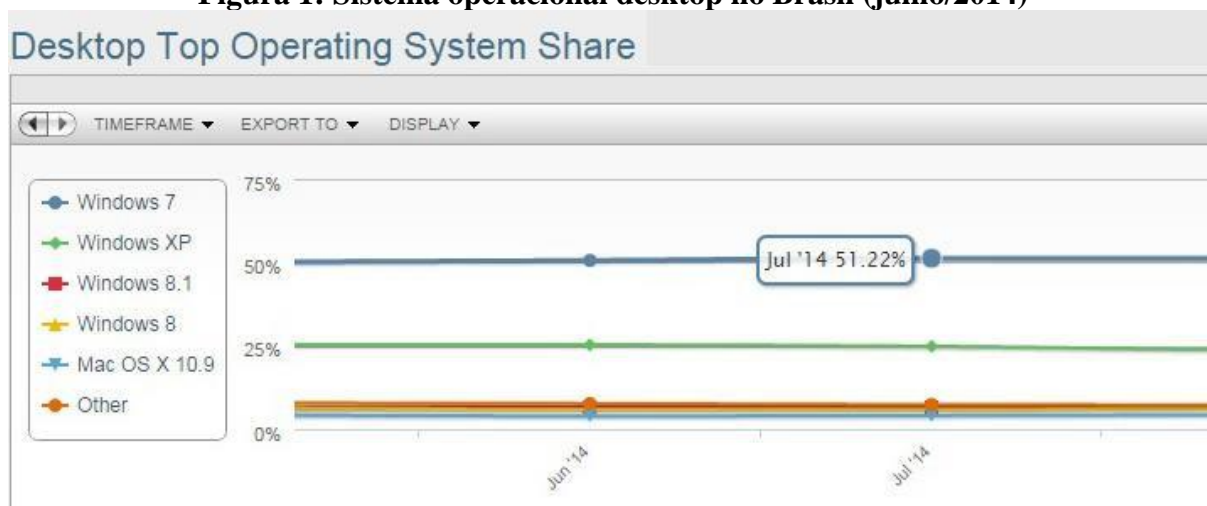 Figura 1: Sistema operacional desktop no Brasil
Desktop Top Operating System Share
TIMEFRAME ▼ EXPORT TO ▼ DISPLAY ▼
Windows 7
Windows XP
Windows 8.1
Windows 8
Mac OS X 10.9
Other
75%
50%
25%
0%
Jul '14 51.22%
Jun '14
Jul '14